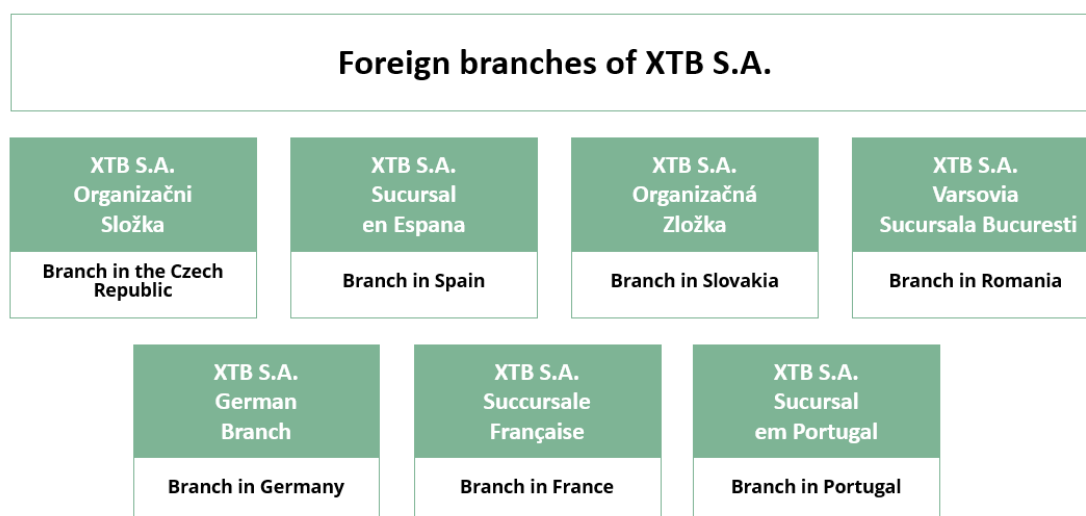 Foreign branches of XTB S.A.
XTB S.A.
Organizačni
Složka
Branch in the Czech
Republic
XTB S.A.
Sucursal
en Espana
Branch in Spain
XTB S.A.
Organizačná
Zložka
Branch in Slovakia
XTB S.A.
Varsovia
Sucursala Bucuresti
Branch in Romania
XTB S.A.
German
Branch
Branch in Germany
XTB S.A.
Succursale
Française
Branch in France
XTB S.A.
Sucursal
em Portugal
Branch in Portugal